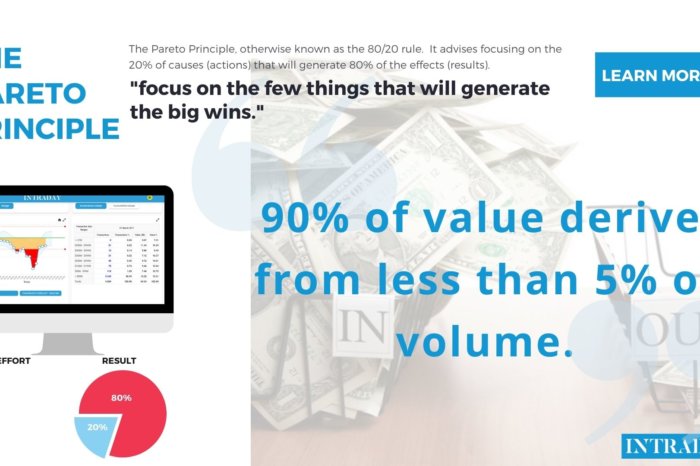 HE
ARETO
RINCIPLE
The Pareto Principle, otherwise known as the 80/20 rule. It advises focusing on the
20% of causes (actions) that will generate 80% of the effects (results).
"focus on the few things that will generate
the big wins."
LEARN MOR
90% of value derive
from less than 5% o
volume.
INTRADAY
IN
OU
EFFORT
RESULT
80%
20%
INTRAD